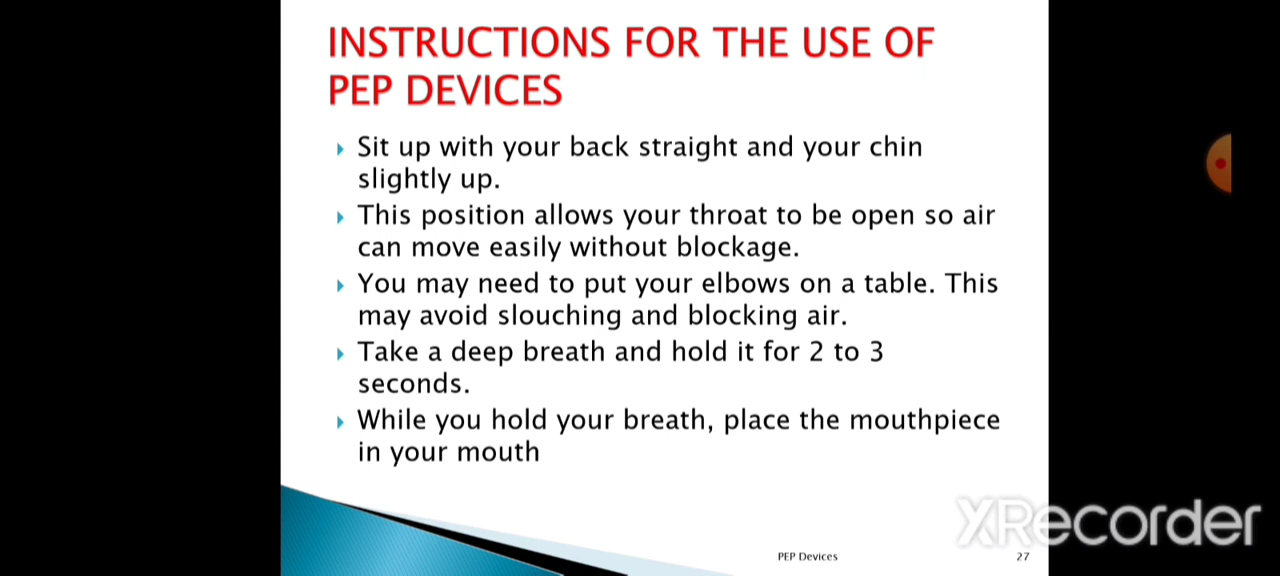 INSTRUCTIONS FOR THE USE OF
PEP DEVICES
Sit up with your back straight and your chin
slightly up.
This position allows your throat to be open so air
can move easily without blockage.
You may need to put your elbows on a table. This
may avoid slouching and blocking air.
Take a deep breath and hold it for 2 to 3
seconds.
While you hold your breath, place the mouthpiece
in your mouth
XRecorder
PEP Devices
27